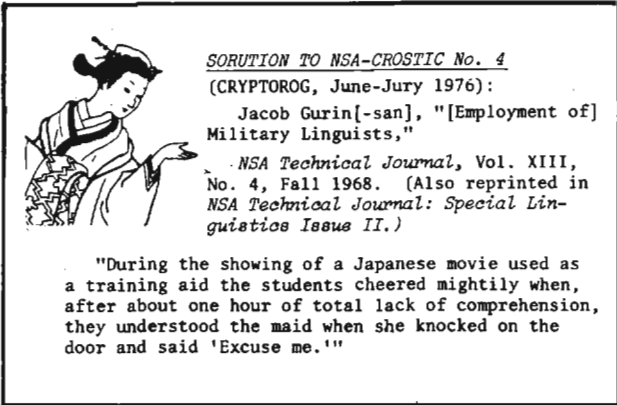 SORUTION TO NSA-CROSTIC No. 4
(CRYPTOROG, June-Jury 1976):
Jacob Gurin[-san], "[Employment of]
Military Linguists,"
NSA Technical Journal, Vol. XIII,
No. 4, Fall 1968. (Also reprinted in
NSA Technical Journal: Special Lin-
guistics Issue II.)
"During the showing of a Japanese movie used as
a training aid the students cheered mightily when,
after about one hour of total lack of comprehension,
they understood the maid when she knocked on the
door and said 'Excuse me.'"